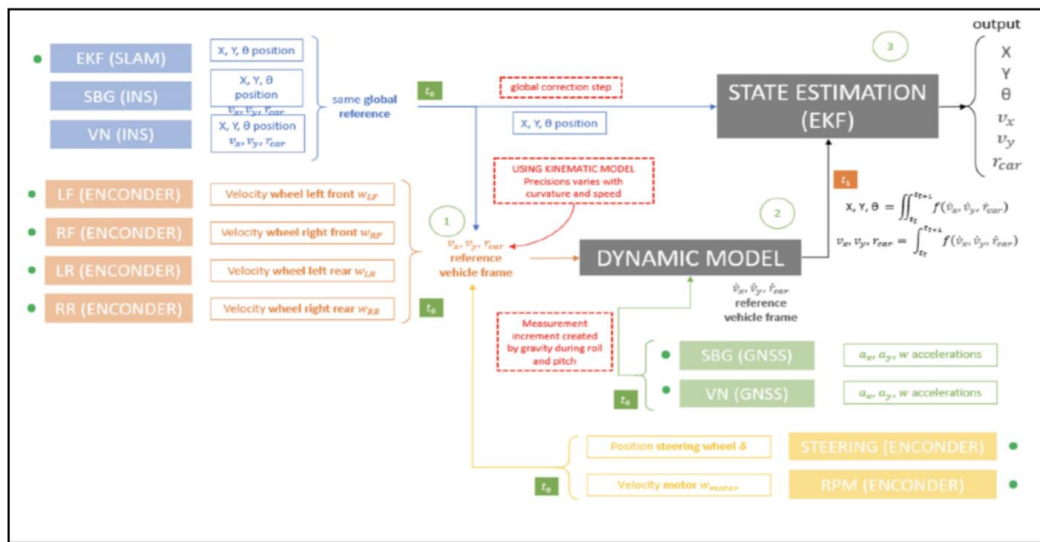 EKF (SLAM)
X, Y, θ position
SBG (INS)
X, Y, θ
position
v_x, v_y, r_car
VN (INS)
X, Y, θ position
v_x, v_y, r_car
same global
reference
t_0
global correction step
X, Y, θ position
3
STATE ESTIMATION
(EKF)
output
X
Y
θ
v_x
v_y
r_car
LF (ENCONDER)
Velocity wheel left front w_LF
RF (ENCONDER)
Velocity wheel right front w_RF
LR (ENCONDER)
Velocity wheel left rear w_LR
RR (ENCONDER)
Velocity wheel right rear w_RR
USING KINEMATIC MODEL
Precisions varies with
curvature and speed
1
v_x, v_y, r_car
reference
vehicle frame
t_0
2
DYNAMIC MODEL
v̇_x, v̇_y, ṙ_car
reference
vehicle frame
t_1
X, Y, θ = ∬_{t_t}^{t_{t+1}} f(v̇_x, v̇_y, ṙ_car)
v_x, v_y, r_car = ∫_{t_t}^{t_{t+1}} f(v̇_x, v̇_y, ṙ_car)
Measurement
increment created
by gravity during roll
and pitch
t_0
SBG (GNSS)
a_x, a_y, w accelerations
VN (GNSS)
a_x, a_y, w accelerations
t_0
Position steering wheel δ
STEERING (ENCONDER)
Velocity motor w_motor
RPM (ENCONDER)